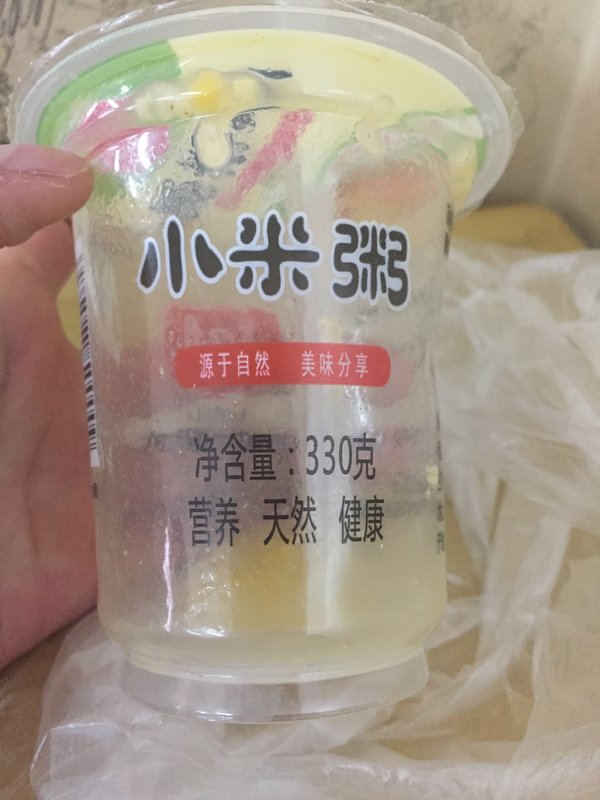 小米粥
源于自然 美味分享
净含量：330克
营养 天然 健康